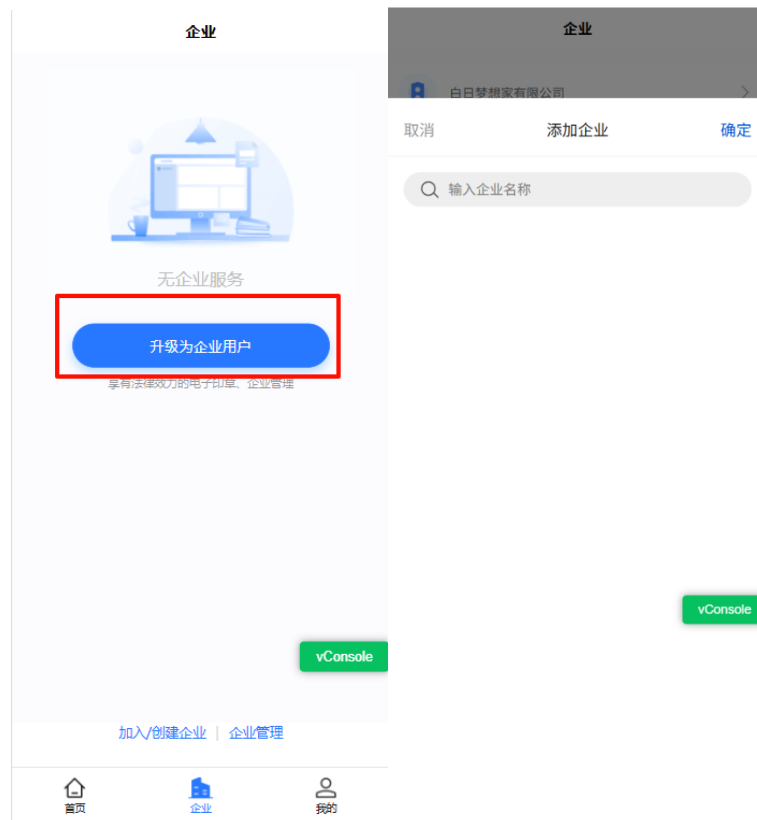 企业
无企业服务
升级为企业用户
享有法律效力的电子印章、企业管理
vConsole
加入/创建企业 | 企业管理
首页 企业 我的
企业
白日梦想家有限公司
取消 添加企业 确定
输入企业名称
vConsole